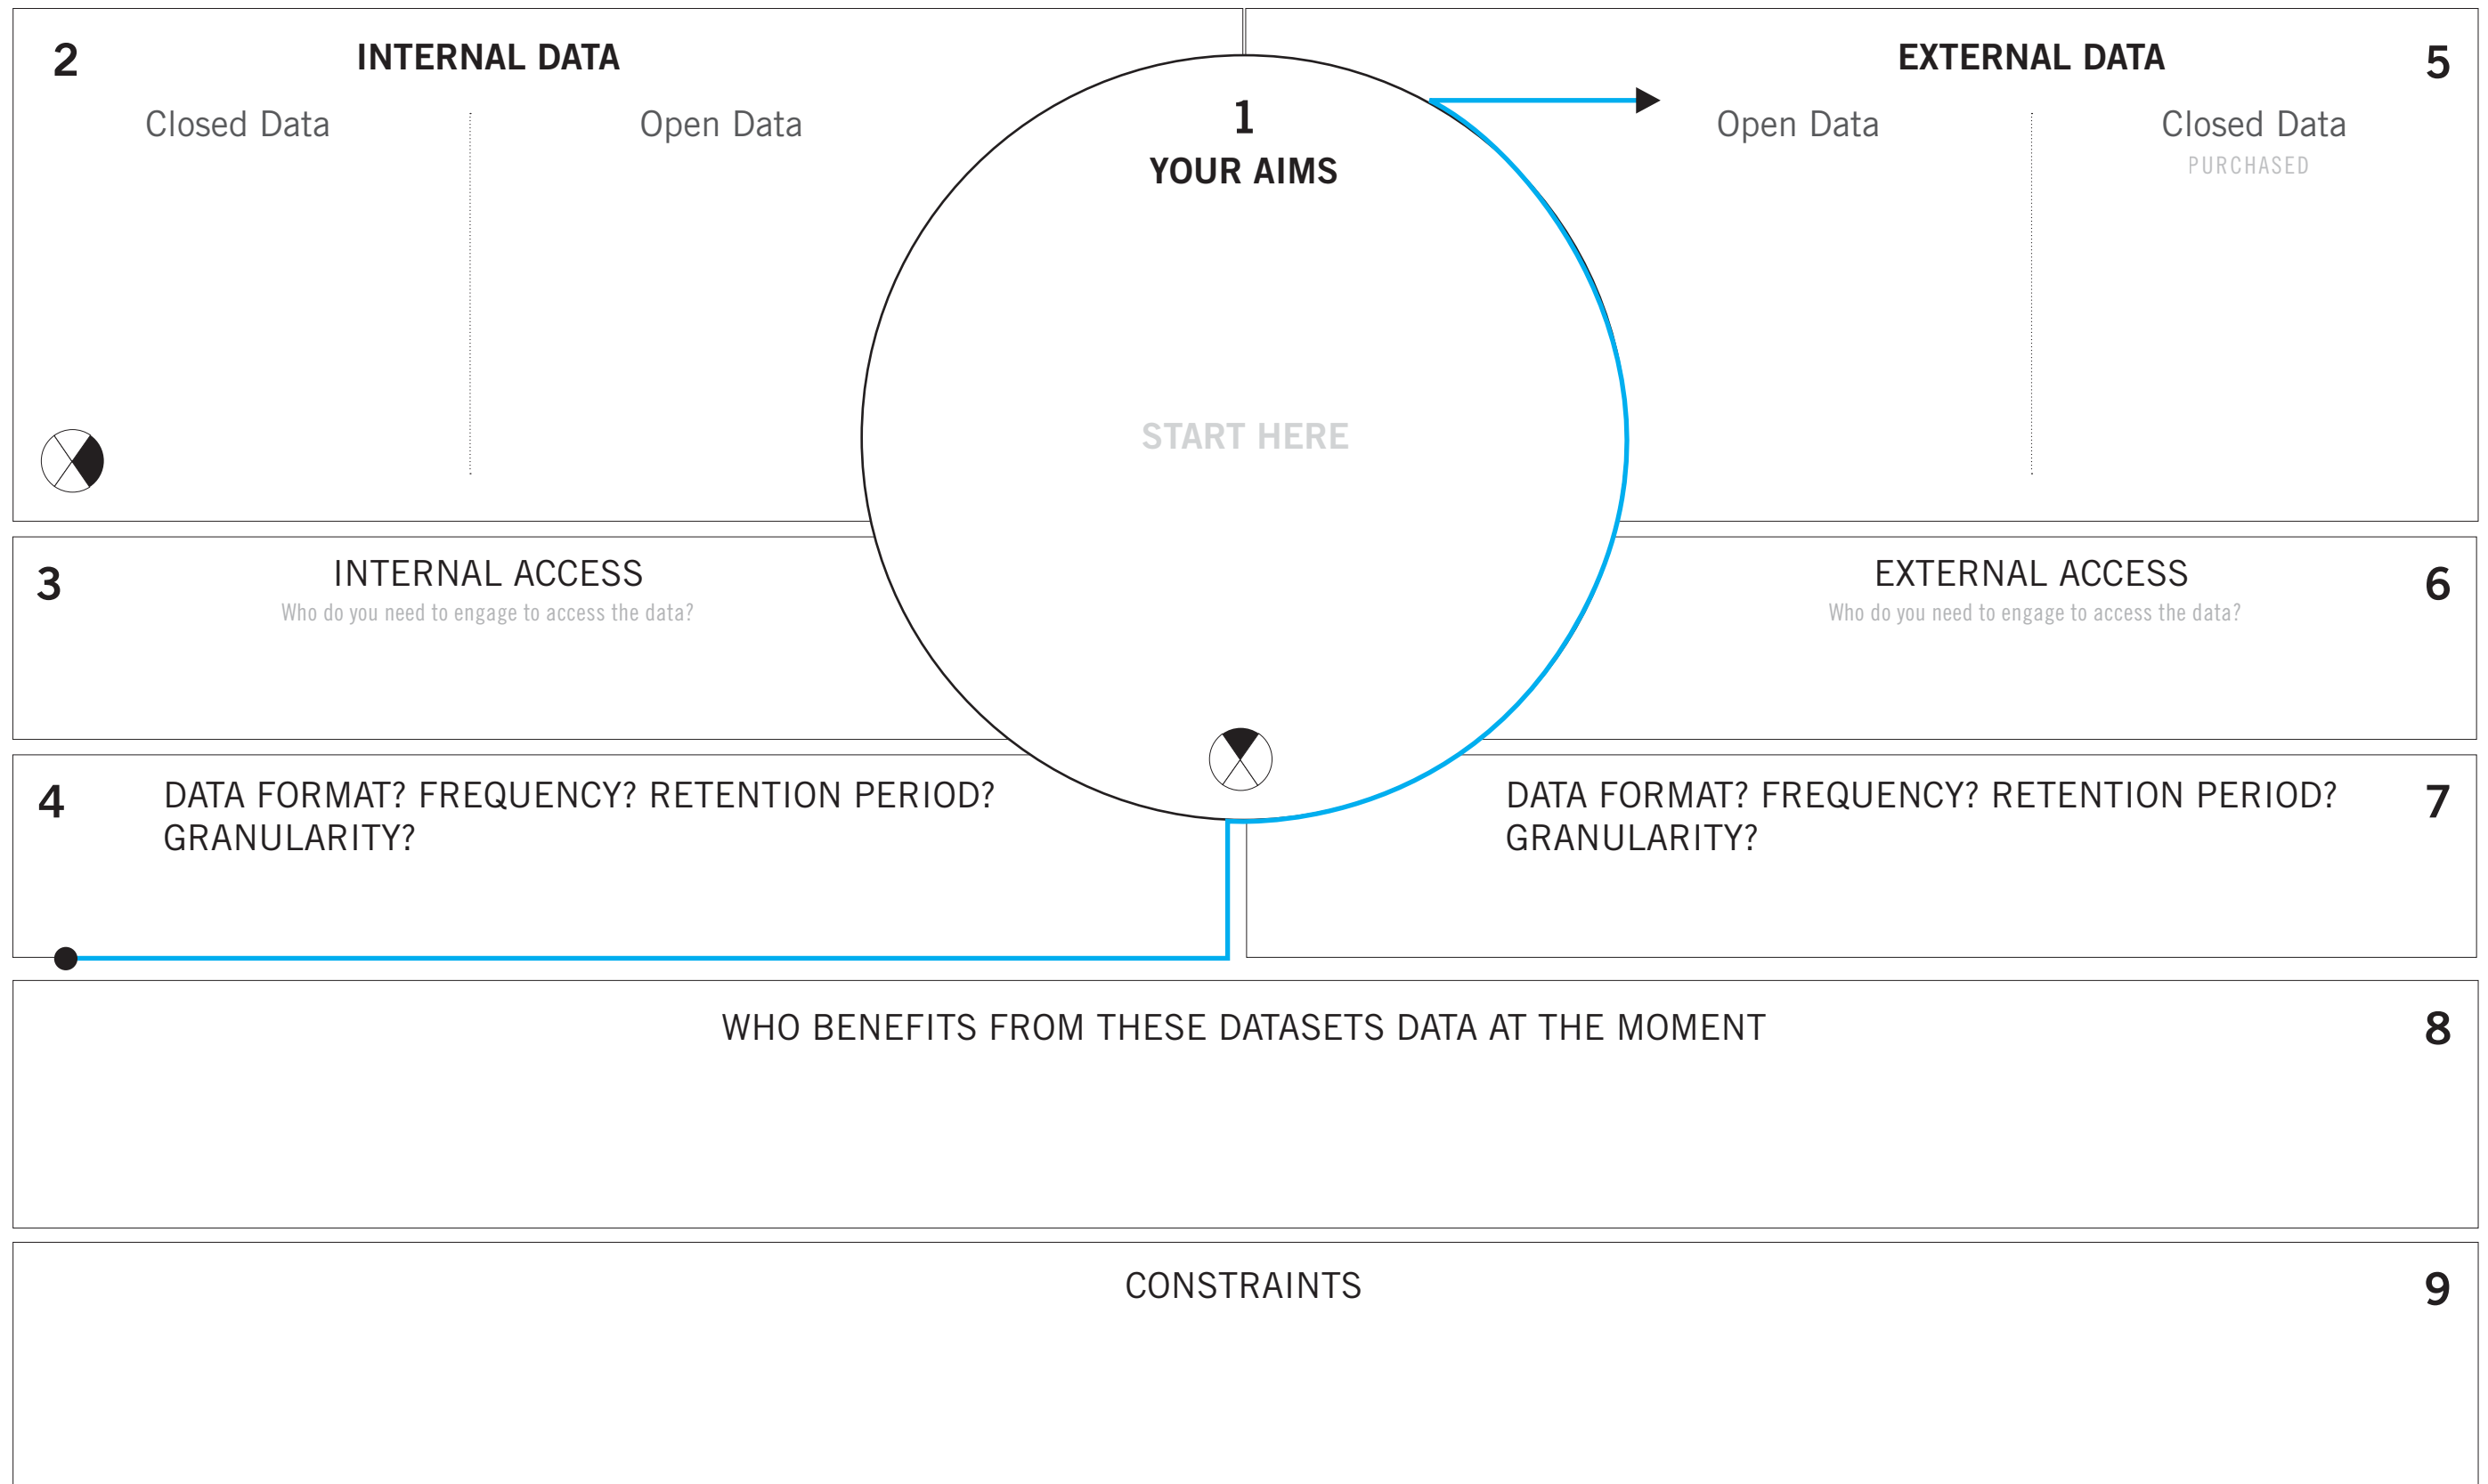 1
YOUR AIMS
START HERE
2
INTERNAL DATA
Closed Data
Open Data
3
INTERNAL ACCESS
Who do you need to engage to access the data?
4
DATA FORMAT? FREQUENCY? RETENTION PERIOD?
GRANULARITY?
EXTERNAL DATA
5
Open Data
Closed Data
PURCHASED
EXTERNAL ACCESS
6
Who do you need to engage to access the data?
DATA FORMAT? FREQUENCY? RETENTION PERIOD?
7
GRANULARITY?
WHO BENEFITS FROM THESE DATASETS DATA AT THE MOMENT
8
CONSTRAINTS
9